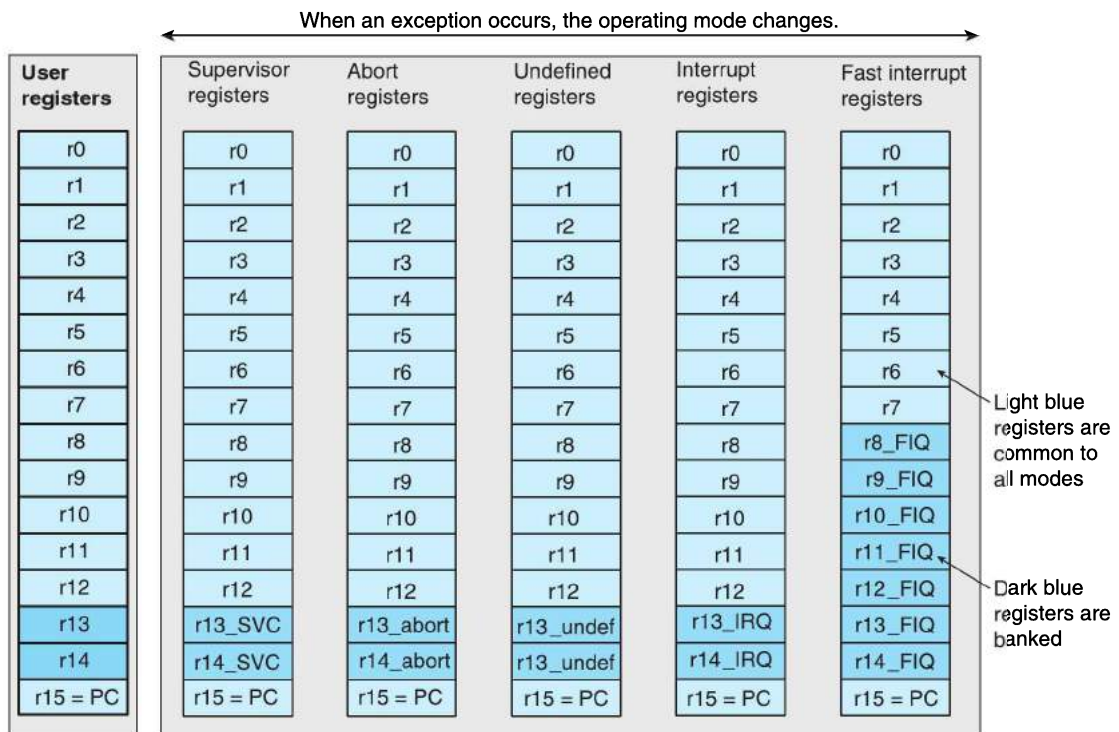 When an exception occurs, the operating mode changes.
User
registers
r0
r1
r2
r3
r4
r5
r6
r7
r8
r9
r10
r11
r12
r13
r14
r15 = PC
Supervisor
registers
r0
r1
r2
r3
r4
r5
r6
r7
r8
r9
r10
r11
r12
r13_SVC
r14_SVC
r15 = PC
Abort
registers
r0
r1
r2
r3
r4
r5
r6
r7
r8
r9
r10
r11
r12
r13_abort
r14_abort
r15 = PC
Undefined
registers
r0
r1
r2
r3
r4
r5
r6
r7
r8
r9
r10
r11
r12
r13_undef
r13_undef
r15 = PC
Interrupt
registers
r0
r1
r2
r3
r4
r5
r6
r7
r8
r9
r10
r11
r12
r13_IRQ
r14_IRQ
r15 = PC
Fast interrupt
registers
r0
r1
r2
r3
r4
r5
r6
r7
r8_FIQ
r9_FIQ
r10_FIQ
r11_FIQ
r12_FIQ
r13_FIQ
r14_FIQ
r15 = PC
Light blue
registers are
common to
all modes
Dark blue
registers are
banked